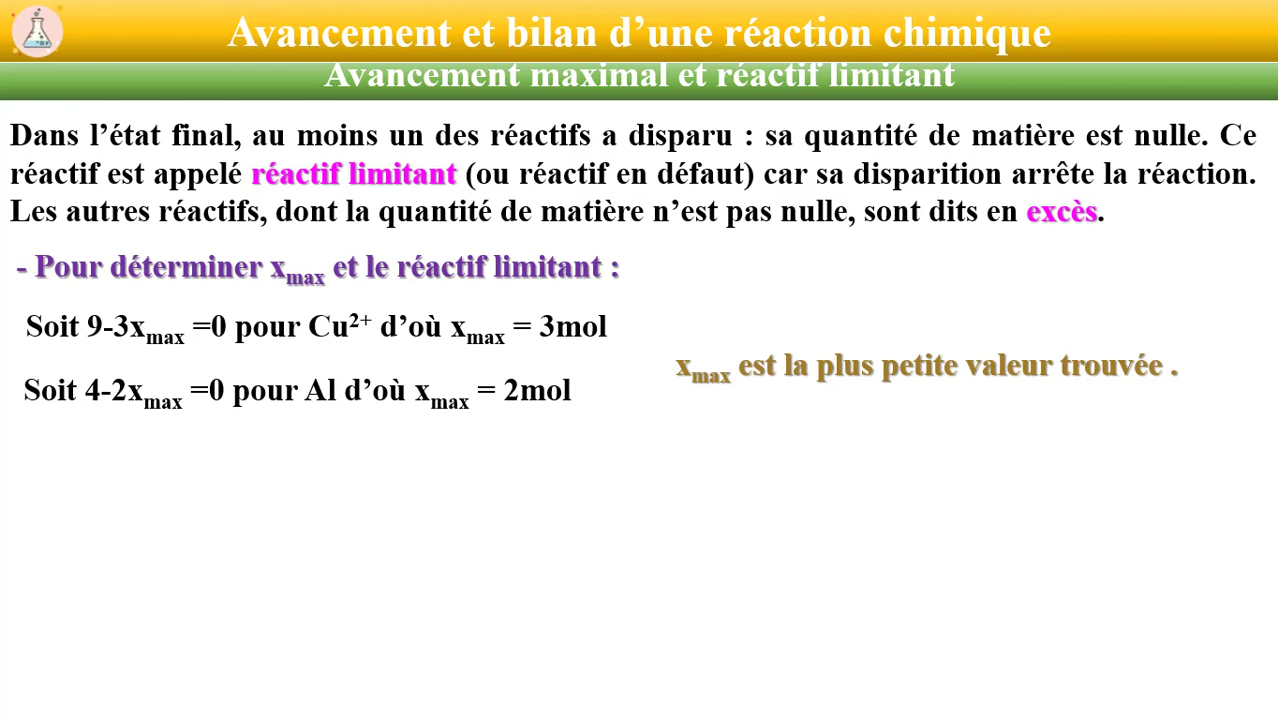 Avancement et bilan d’une réaction chimique
Avancement maximal et réactif limitant
Dans l’état final, au moins un des réactifs a disparu : sa quantité de matière est nulle. Ce
réactif est appelé réactif limitant (ou réactif en défaut) car sa disparition arrête la réaction.
Les autres réactifs, dont la quantité de matière n’est pas nulle, sont dits en excès.
- Pour déterminer xmax et le réactif limitant :
Soit 9-3xmax =0 pour Cu²⁺ d’où xmax = 3mol
xmax est la plus petite valeur trouvée .
Soit 4-2xmax =0 pour Al d’où xmax = 2mol